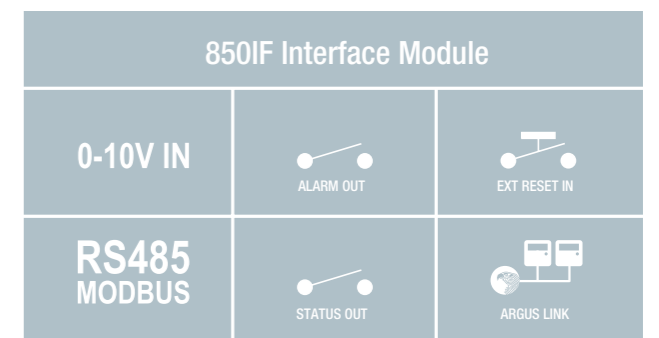 850IF Interface Module
0-10V IN
ALARM OUT
EXT RESET IN
RS485
MODBUS
STATUS OUT
ARGUS LINK